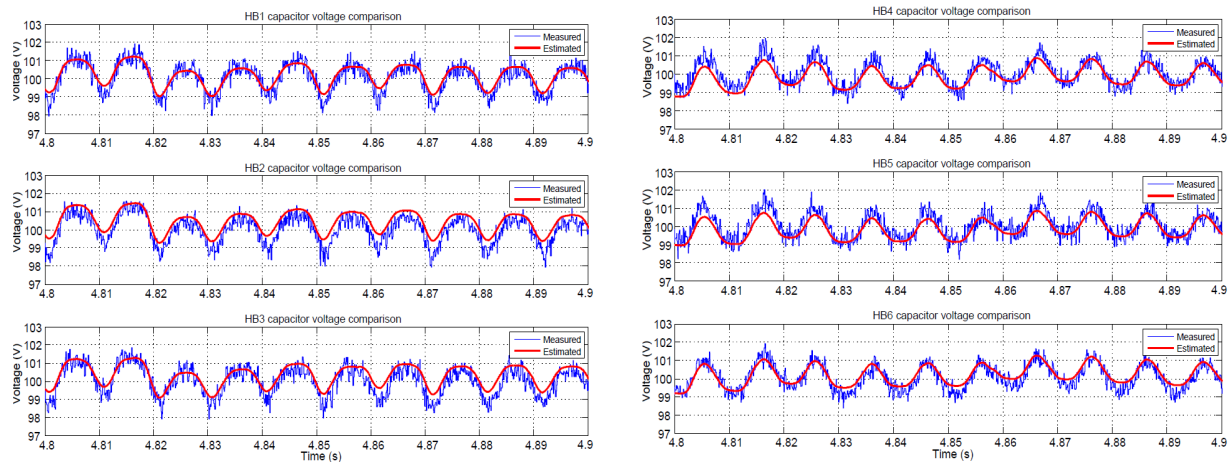 HB1 capacitor voltage comparison
Voltage (V)
103
102
101
100
99
98
97
Measured
Estimated
4.8 4.81 4.82 4.83 4.84 4.85 4.86 4.87 4.88 4.89 4.9
HB2 capacitor voltage comparison
Voltage (V)
103
102
101
100
99
98
97
Measured
Estimated
4.8 4.81 4.82 4.83 4.84 4.85 4.86 4.87 4.88 4.89 4.9
HB3 capacitor voltage comparison
Voltage (V)
103
102
101
100
99
98
97
Measured
Estimated
4.8 4.81 4.82 4.83 4.84 4.85 4.86 4.87 4.88 4.89 4.9
Time (s)
HB4 capacitor voltage comparison
Voltage (V)
103
102
101
100
99
98
97
Measured
Estimated
4.8 4.81 4.82 4.83 4.84 4.85 4.86 4.87 4.88 4.89 4.9
HB5 capacitor voltage comparison
Voltage (V)
103
102
101
100
99
98
97
Measured
Estimated
4.8 4.81 4.82 4.83 4.84 4.85 4.86 4.87 4.88 4.89 4.9
Time (s)
HB6 capacitor voltage comparison
Voltage (V)
103
102
101
100
99
98
97
Measured
Estimated
4.8 4.81 4.82 4.83 4.84 4.85 4.86 4.87 4.88 4.89 4.9
Time (s)